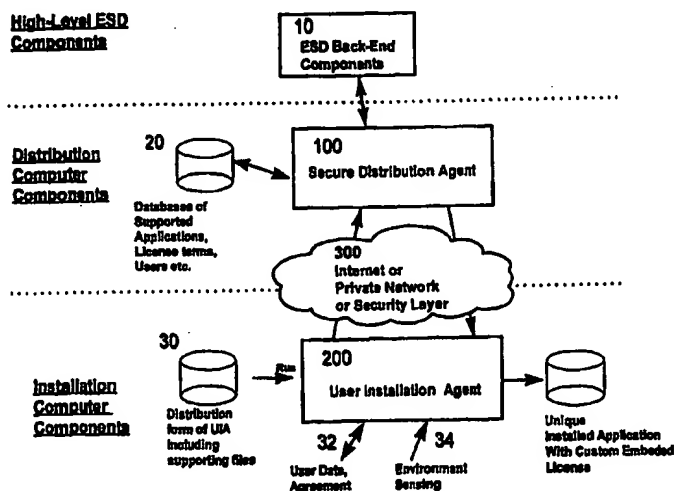 High-Level ESD
Components
10
ESD Back-End
Components
Distribution
Computer
Components
20
Databases of
Supported
Applications,
License terms,
Users etc.
100
Secure Distribution Agent
300
Internet or
Private Network
or Security Layer
Installation
Computer
Components
30
Distribution
form of UIA
including
supporting files
Run
200
User Installation Agent
32
User Data,
Agreement
34
Environment
Sensing
Unique
Installed Application
With Custom Embeded
License